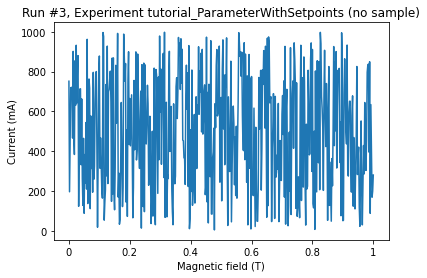 Run #3, Experiment tutorial_ParameterWithSetpoints (no sample)
1000
800
600
400
200
0
Current (mA)
0 0.2 0.4 0.6 0.8 1
Magnetic field (T)